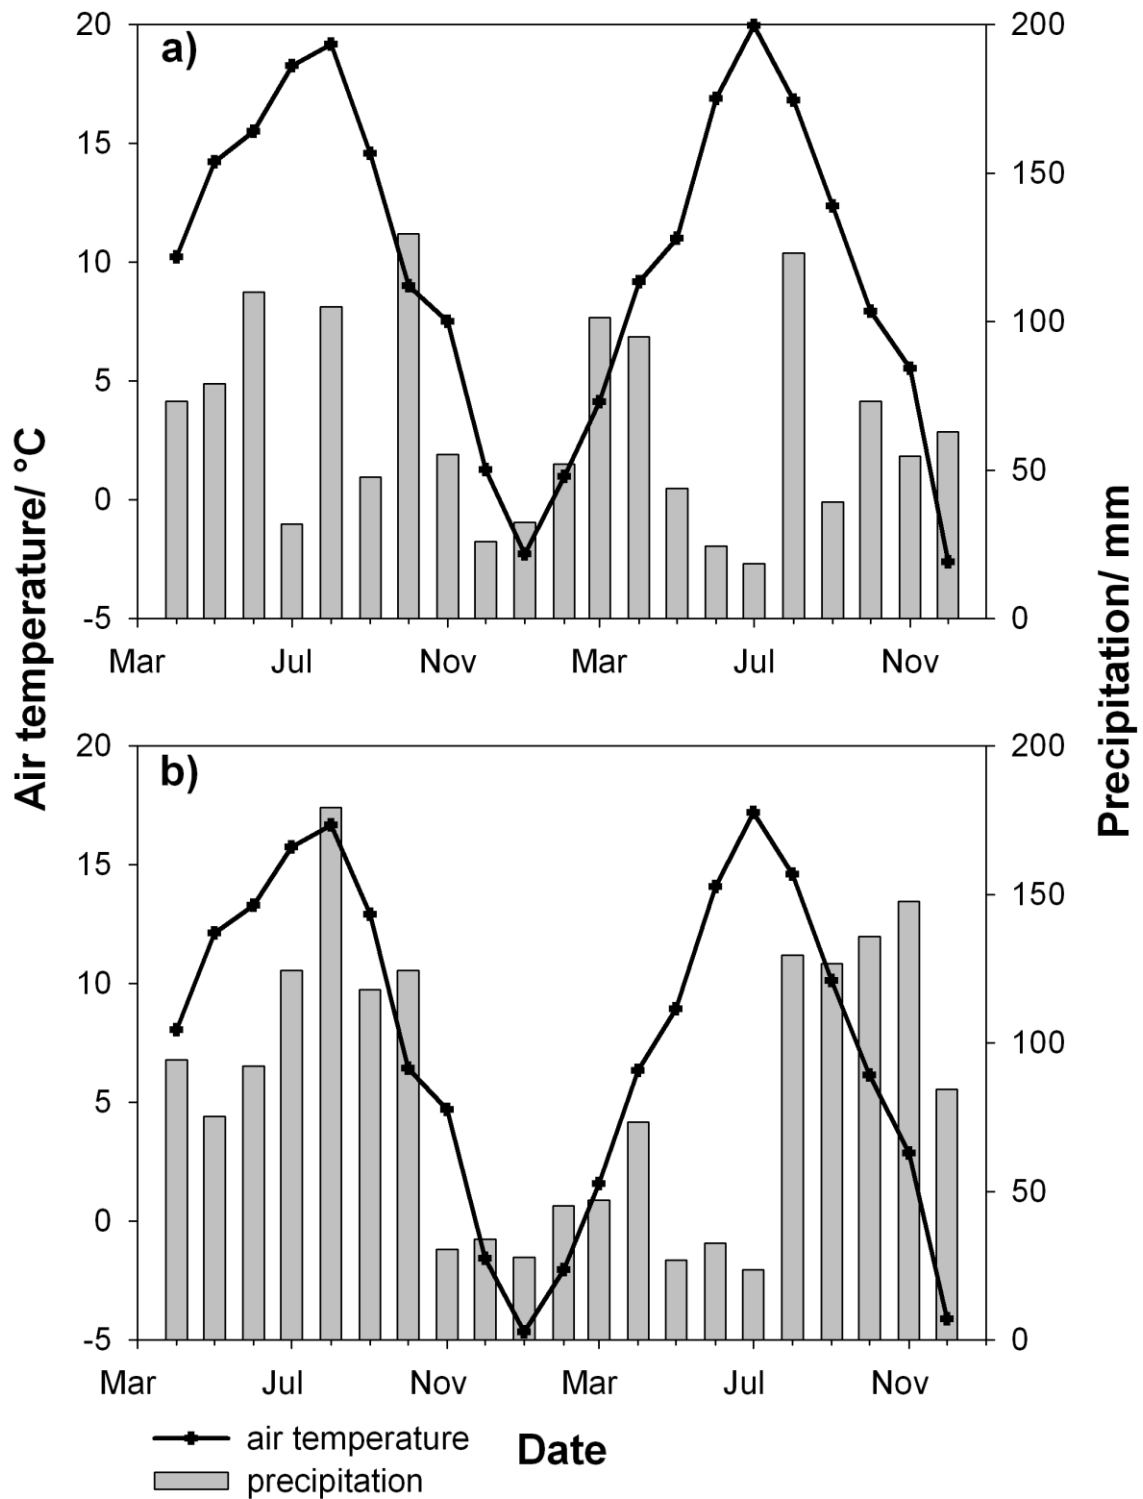 a)
20
15
10
5
0
-5
200
150
100
50
0
Mar Jul Nov Mar Jul Nov
Air temperature/ °C
Precipitation/ mm
b)
20
15
10
5
0
-5
200
150
100
50
0
Mar Jul Nov Mar Jul Nov
air temperature
precipitation
Date